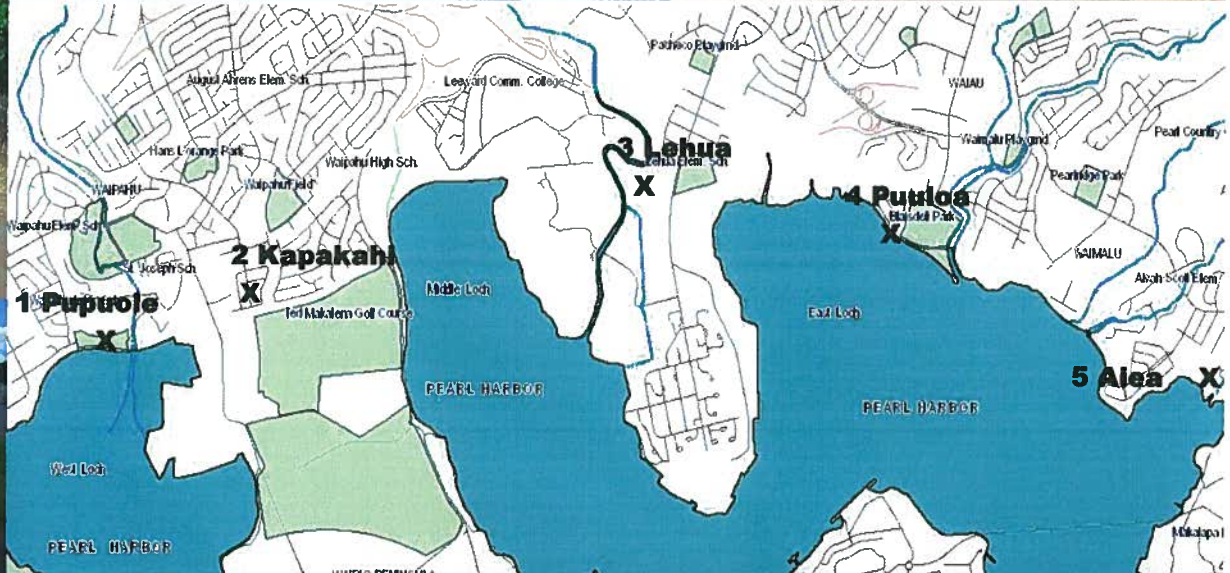 Pacheco Playgrnd
August Ahrens Elem. Sch.
Leeward Comm. College
WAIAU
Pearl Country
3 Lehua
Waimalu Playgrnd
Hans L'orange Park
Waipahu High Sch.
Lehua Elem. Sch
X
WAIPAHU
Waipahu Field
Pearlridge Park
4 Puuloa
Blaisdell Park
X
Waipahu Elem. Sch.
St. Joseph Sch.
2 Kapakahi
X
WAIMALU
Alvah Scott Elem
1 Pupuole
X
Middle Loch
Ted Makalena Golf Course
East Loch
PEARL HARBOR
PEARL HARBOR
5 Aiea X
West Loch
PEARL HARBOR
Makalapa